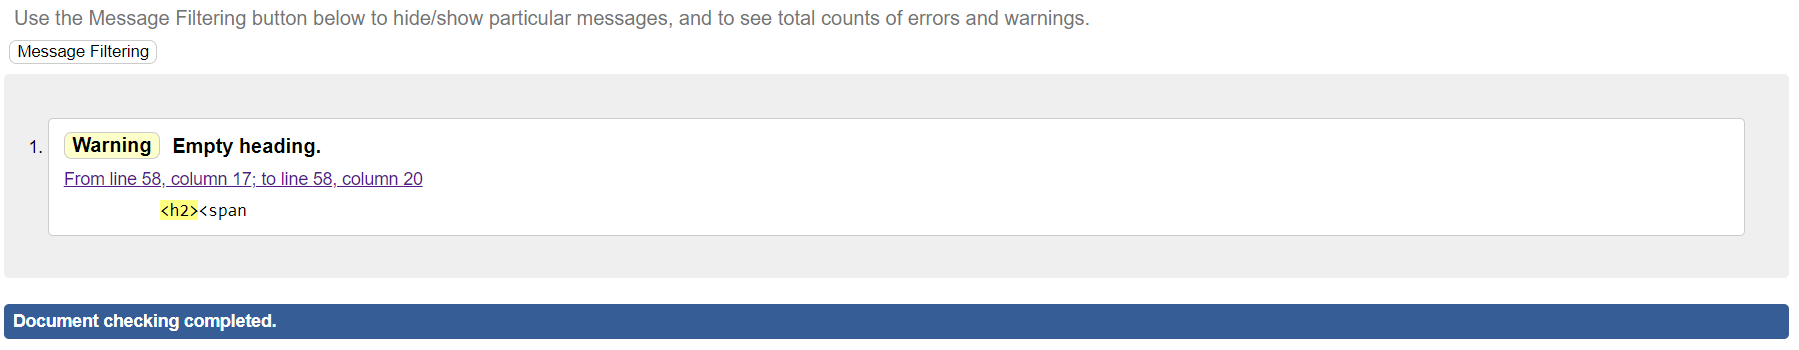 Use the Message Filtering button below to hide/show particular messages, and to see total counts of errors and warnings.
Message Filtering
1. Warning Empty heading.
From line 58, column 17; to line 58, column 20
<h2><span
Document checking completed.